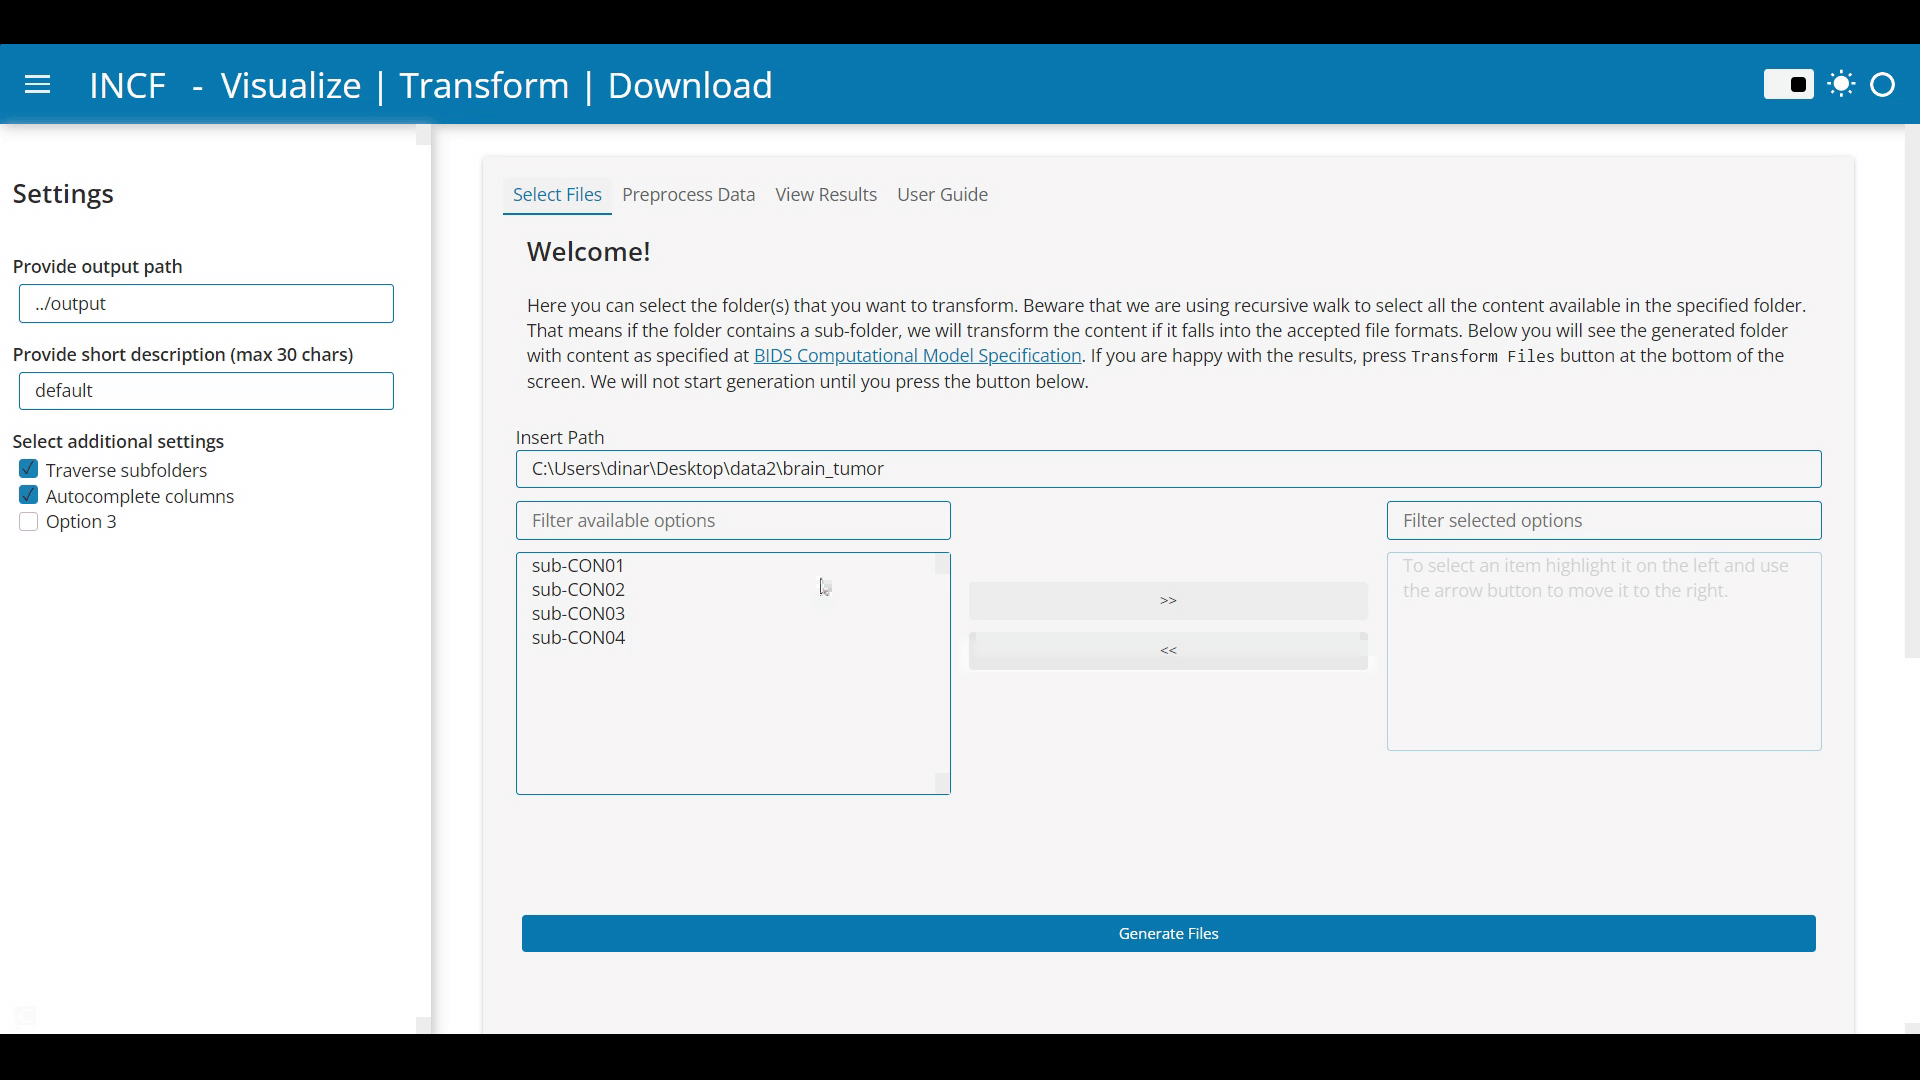 INCF - Visualize | Transform | Download
Settings
Provide output path
../output
Provide short description (max 30 chars)
default
Select additional settings
Traverse subfolders
Autocomplete columns
Option 3
Select Files Preprocess Data View Results User Guide
Welcome!
Here you can select the folder(s) that you want to transform. Beware that we are using recursive walk to select all the content available in the specified folder.
That means if the folder contains a sub-folder, we will transform the content if it falls into the accepted file formats. Below you will see the generated folder
with content as specified at BIDS Computational Model Specification. If you are happy with the results, press Transform Files button at the bottom of the
screen. We will not start generation until you press the button below.
Insert Path
C:\Users\dinar\Desktop\data2\brain_tumor
Filter available options
sub-CON01
sub-CON02
sub-CON03
sub-CON04
>>
<<
Filter selected options
To select an item highlight it on the left and use
the arrow button to move it to the right.
Generate Files